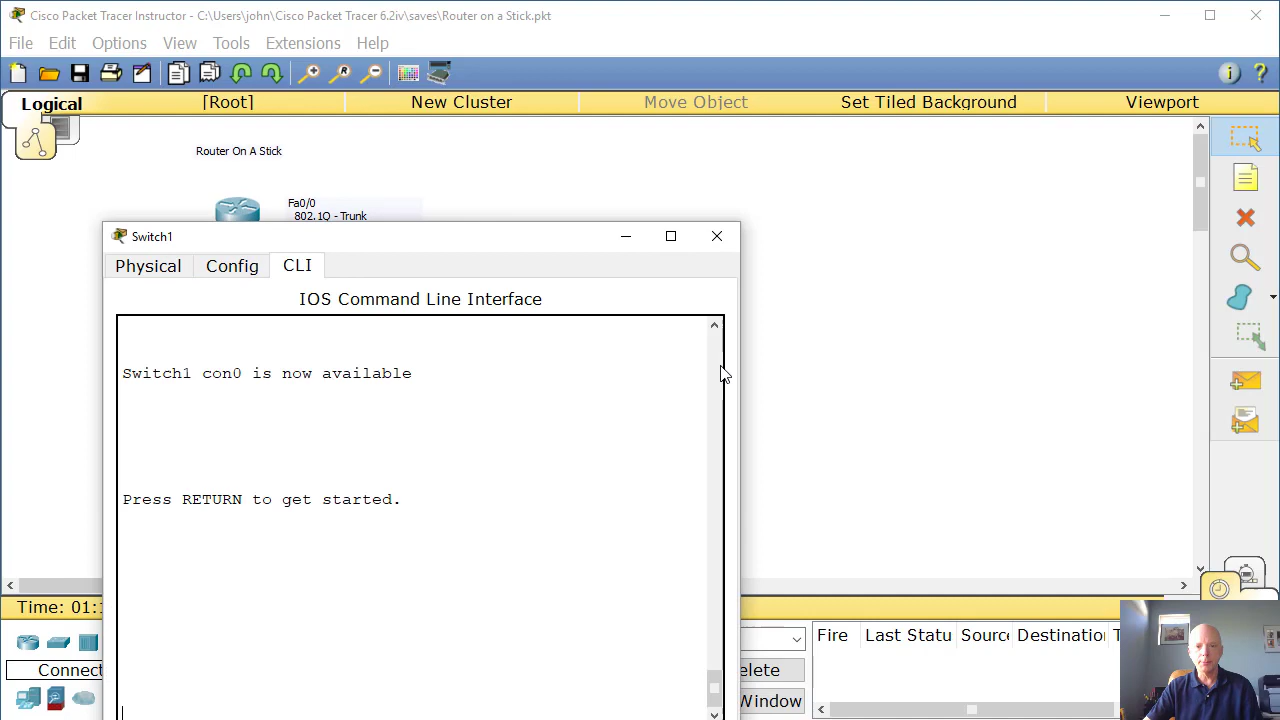 Cisco Packet Tracer Instructor - C:\Users\john\Cisco Packet Tracer 6.2iv\saves\Router on a Stick.pkt
File Edit Options View Tools Extensions Help
Logical [Root] New Cluster Move Object Set Tiled Background Viewport
Router On A Stick
Fa0/0
802.1Q - Trunk
Switch1
Physical Config CLI
IOS Command Line Interface
Switch1 con0 is now available
Press RETURN to get started.
Time: 01:
Fire Last Statu Source Destination
Connect
elete
Window